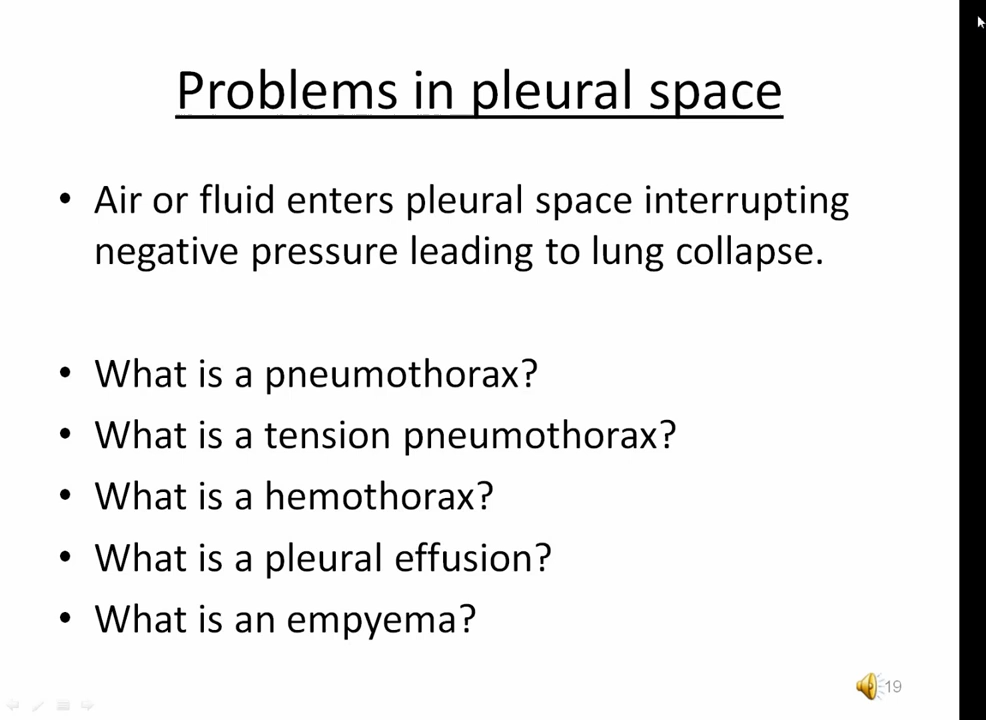 Problems in pleural space
• Air or fluid enters pleural space interrupting
negative pressure leading to lung collapse.
• What is a pneumothorax?
• What is a tension pneumothorax?
• What is a hemothorax?
• What is a pleural effusion?
• What is an empyema?
19